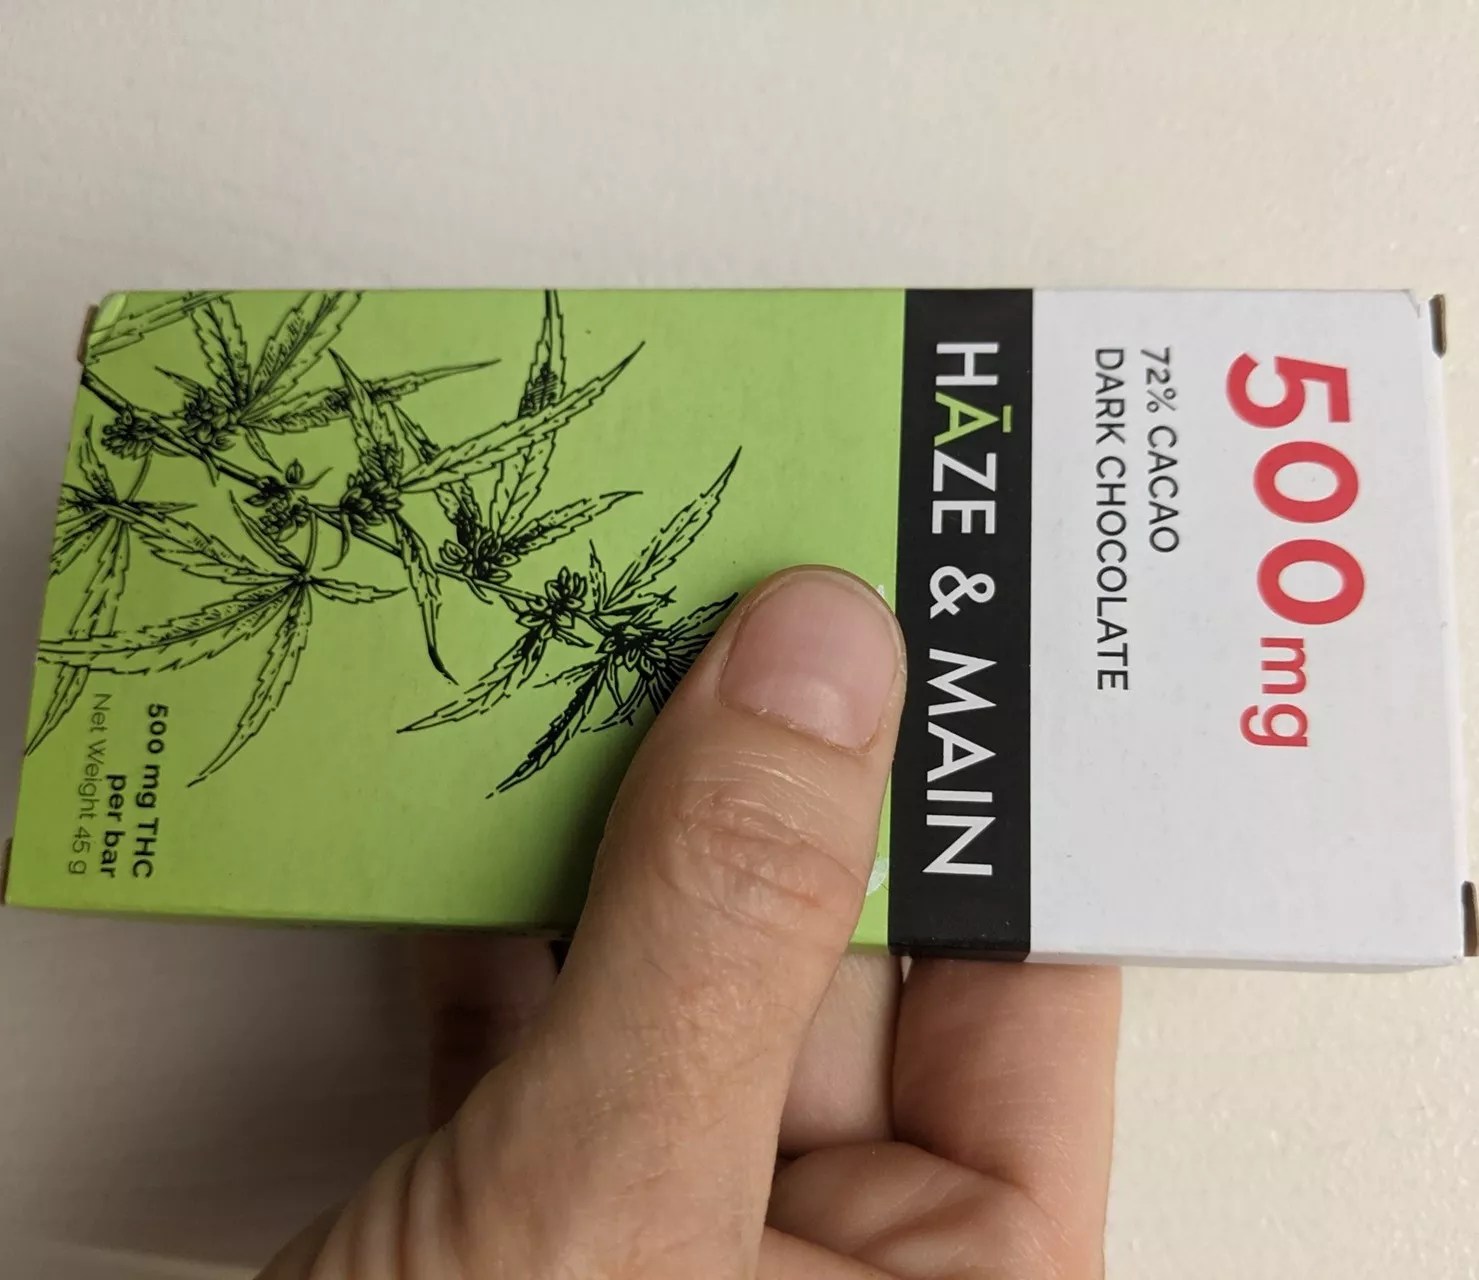 500mg
72% CACAO
DARK CHOCOLATE
HĀZE & MAIN
500 mg THC
per bar
Net Weight 45 g